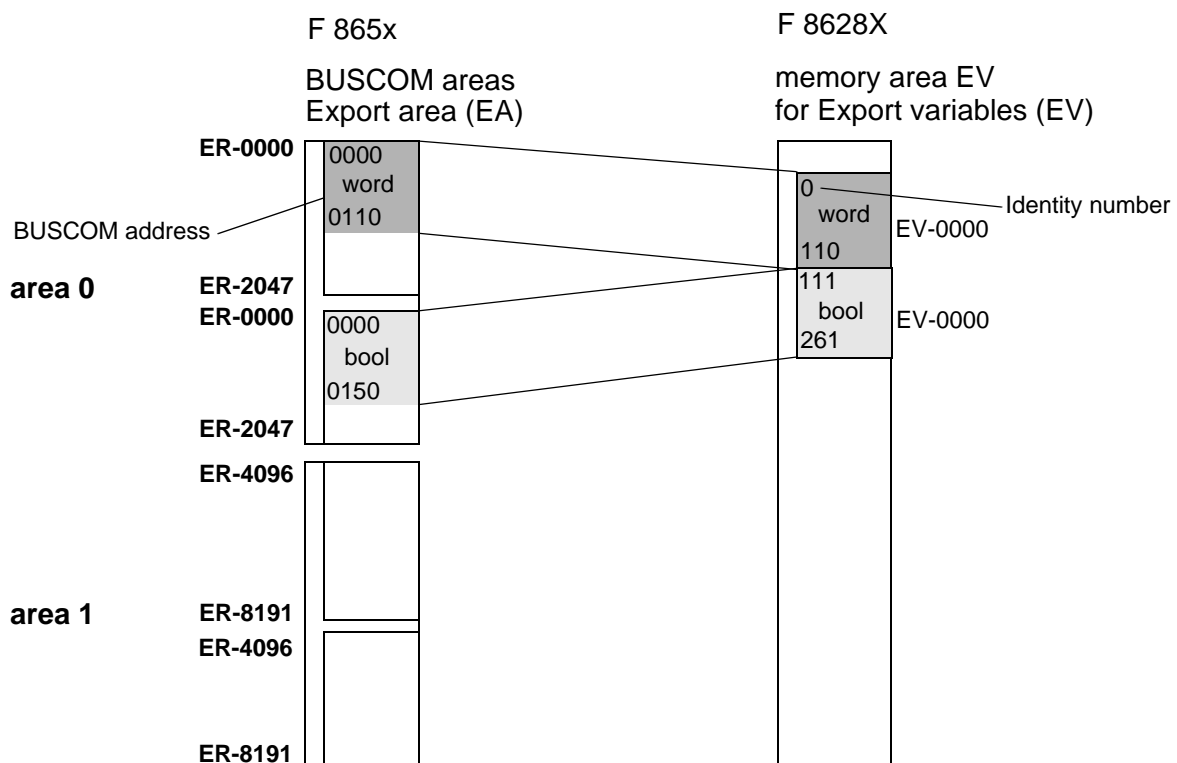 F 865x
F 8628X
BUSCOM areas
Export area (EA)
memory area EV
for Export variables (EV)
ER-0000
0000
word
0110
BUSCOM address
0
word
110
Identity number
EV-0000
area 0
ER-2047
ER-0000
0000
bool
0150
111
bool
261
EV-0000
ER-2047
ER-4096
area 1
ER-8191
ER-4096
ER-8191